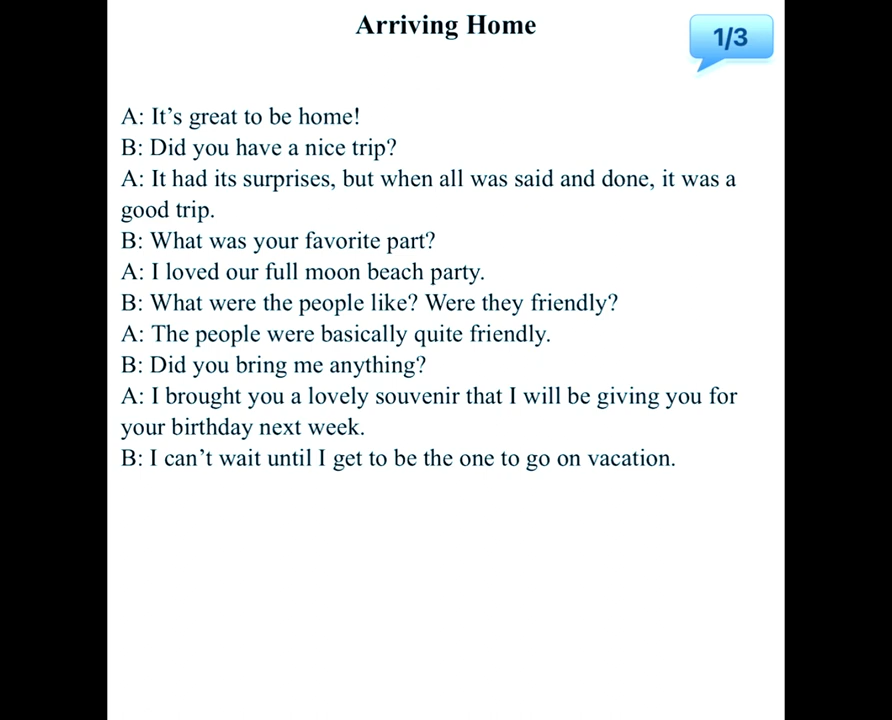 Arriving Home
1/3
A: It’s great to be home!
B: Did you have a nice trip?
A: It had its surprises, but when all was said and done, it was a
good trip.
B: What was your favorite part?
A: I loved our full moon beach party.
B: What were the people like? Were they friendly?
A: The people were basically quite friendly.
B: Did you bring me anything?
A: I brought you a lovely souvenir that I will be giving you for
your birthday next week.
B: I can’t wait until I get to be the one to go on vacation.